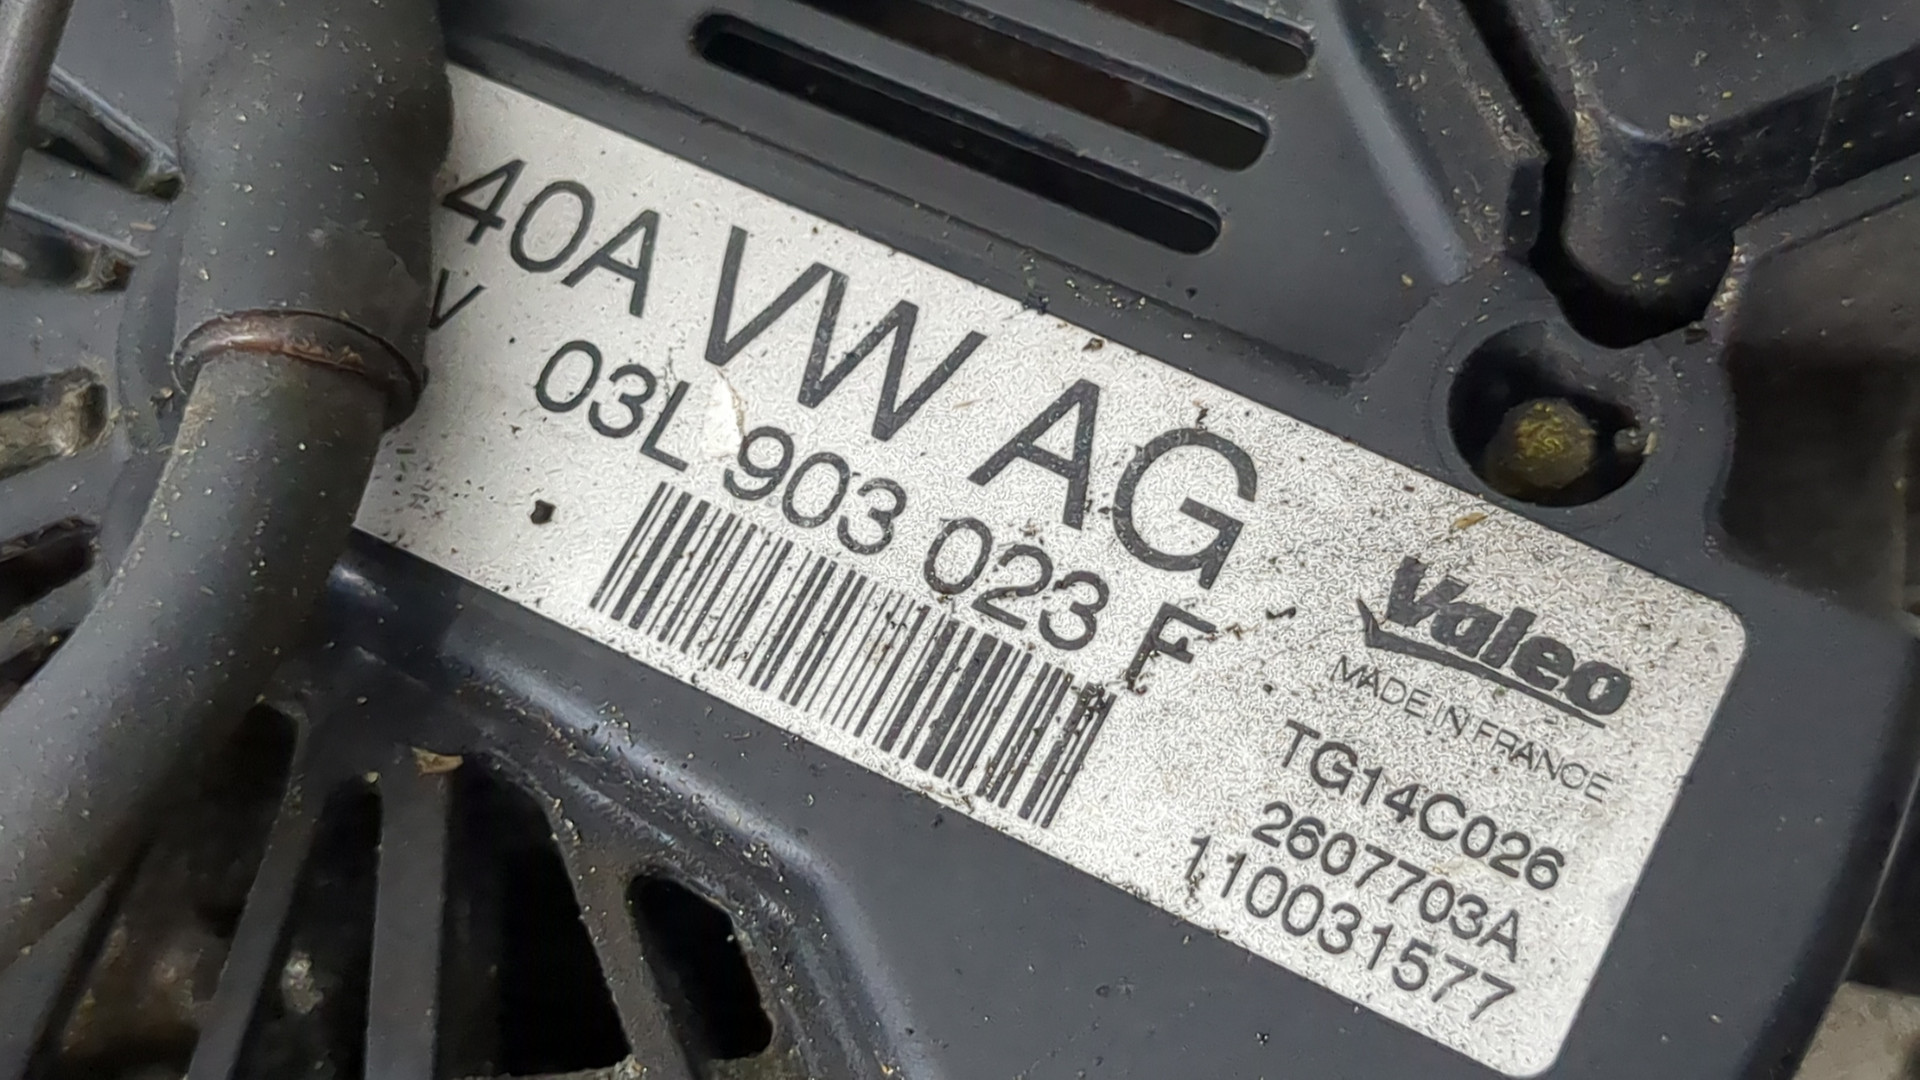 40A VW AG
V
03L 903 023 F
Valeo
MADE IN FRANCE
TG14C026
2607703A
110031577